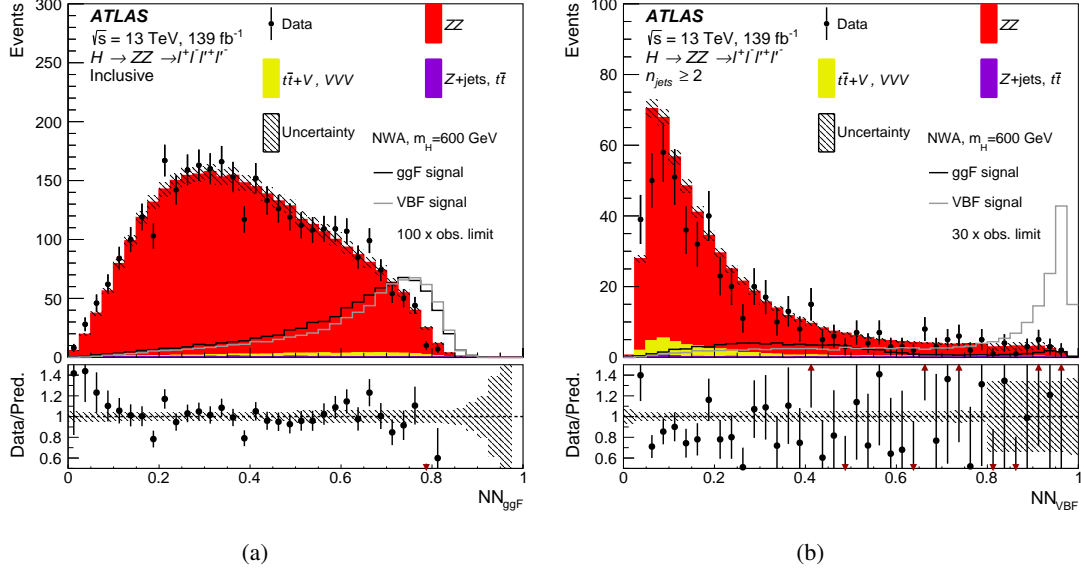 Events
ATLAS
√s = 13 TeV, 139 fb⁻¹
H → ZZ → l⁺l⁻l′⁺l′⁻
Inclusive
Data
ZZ
tt̄+V , VVV
Z+jets, tt̄
Uncertainty
NWA, m_H=600 GeV
ggF signal
VBF signal
100 x obs. limit
300
250
200
150
100
50
0
Data/Pred.
1.4
1.2
1
0.8
0.6
0 0.2 0.4 0.6 0.8 1
NN_ggF
(a)
Events
ATLAS
√s = 13 TeV, 139 fb⁻¹
H → ZZ → l⁺l⁻l′⁺l′⁻
n_jets ≥ 2
Data
ZZ
tt̄+V , VVV
Z+jets, tt̄
Uncertainty
NWA, m_H=600 GeV
ggF signal
VBF signal
30 x obs. limit
100
80
60
40
20
0
Data/Pred.
1.4
1.2
1
0.8
0.6
0 0.2 0.4 0.6 0.8 1
NN_VBF
(b)